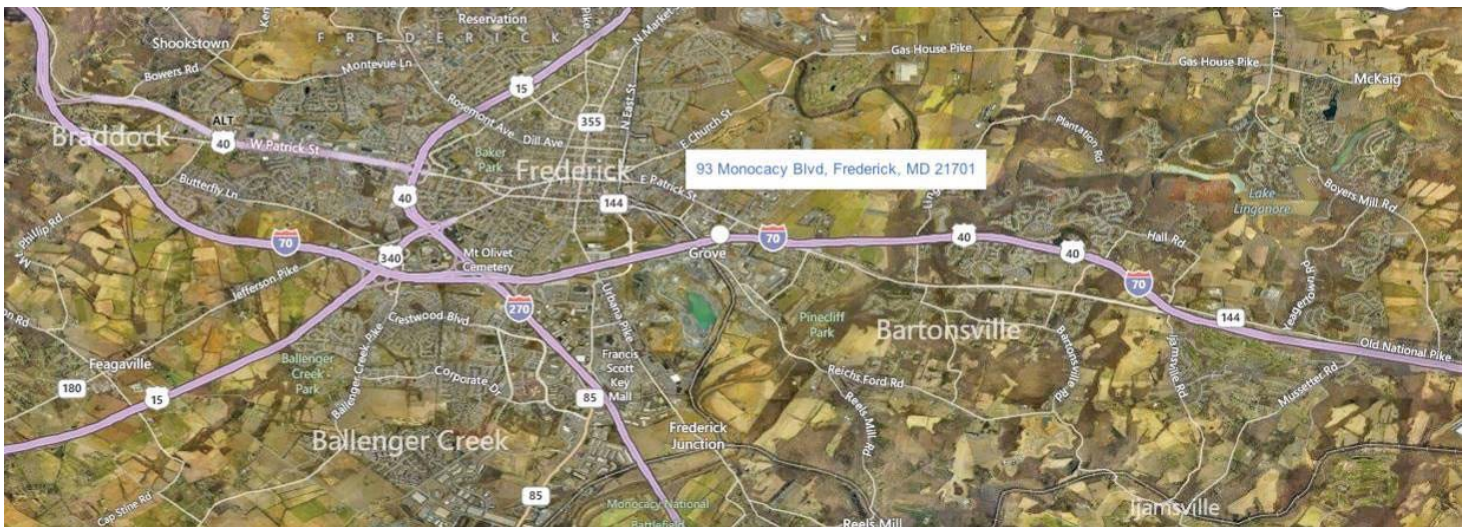 Reservation
Pike
N Market
Shookstown
FREDERICK
Bowers Rd
Montevue Ln
15
Gas House Pike
Gas House Pike
McKaig
Rosemont Ave
Dill Ave
355
N East St
E Church St
ALT
40
W Patrick St
Braddock
Baker
Park
Frederick
E Patrick St
93 Monocacy Blvd, Frederick, MD 21701
Plantation Rd
Lake
Linganore
Boyers Mill Rd
Butterfly Ln
40
144
Mt Phillip Rd
70
340
Mt Olivet
Cemetery
Grove
70
40
40
Hall Rd
70
Jefferson Pike
270
Urbana Pike
Crestwood Blvd
Pinecliff
Park
Bartonsville
144
Yeagertown Rd
Old National Pike
Feagaville
180
15
Ballenger
Creek
Park
Ballenger Creek Pike
Corporate Dr
Francis
Scott
Key
Mall
85
Reichs Ford Rd
Reels Mill Rd
Bartonsville Rd
Ijamsville Rd
Mussetter Rd
Ballenger Creek
Frederick
Junction
85
Cap Stine Rd
Monocacy National
Battlefield
Reels Mill
Ijamsville